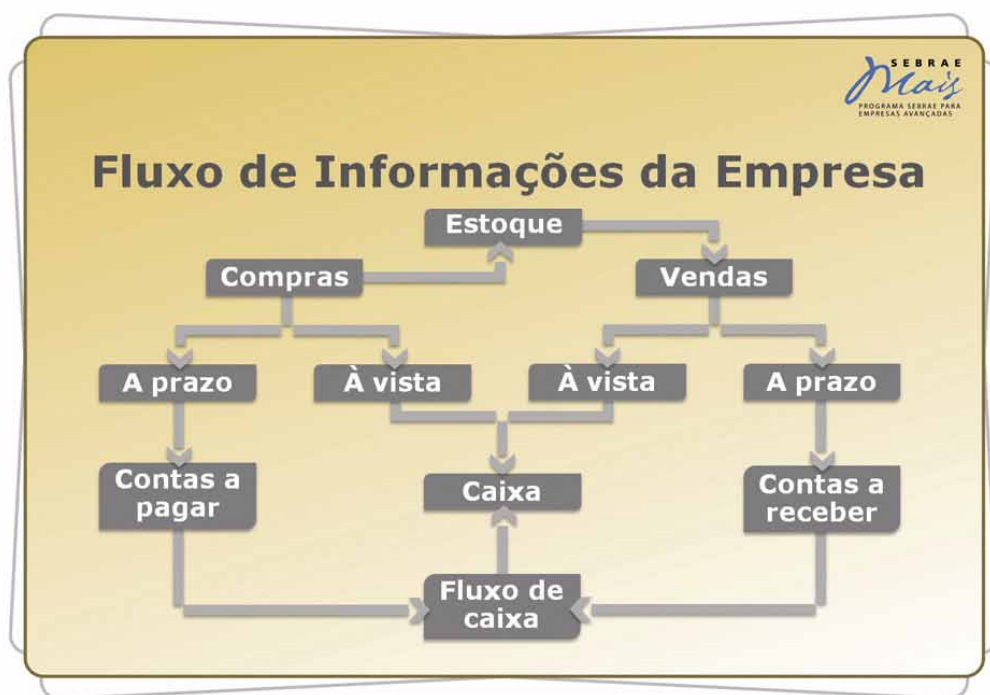 SEBRAE
Mais
PROGRAMA SEBRAE PARA
EMPRESAS AVANÇADAS
Fluxo de Informações da Empresa
Estoque
Compras
Vendas
A prazo
À vista
À vista
A prazo
Contas a
pagar
Caixa
Contas a
receber
Fluxo de
caixa